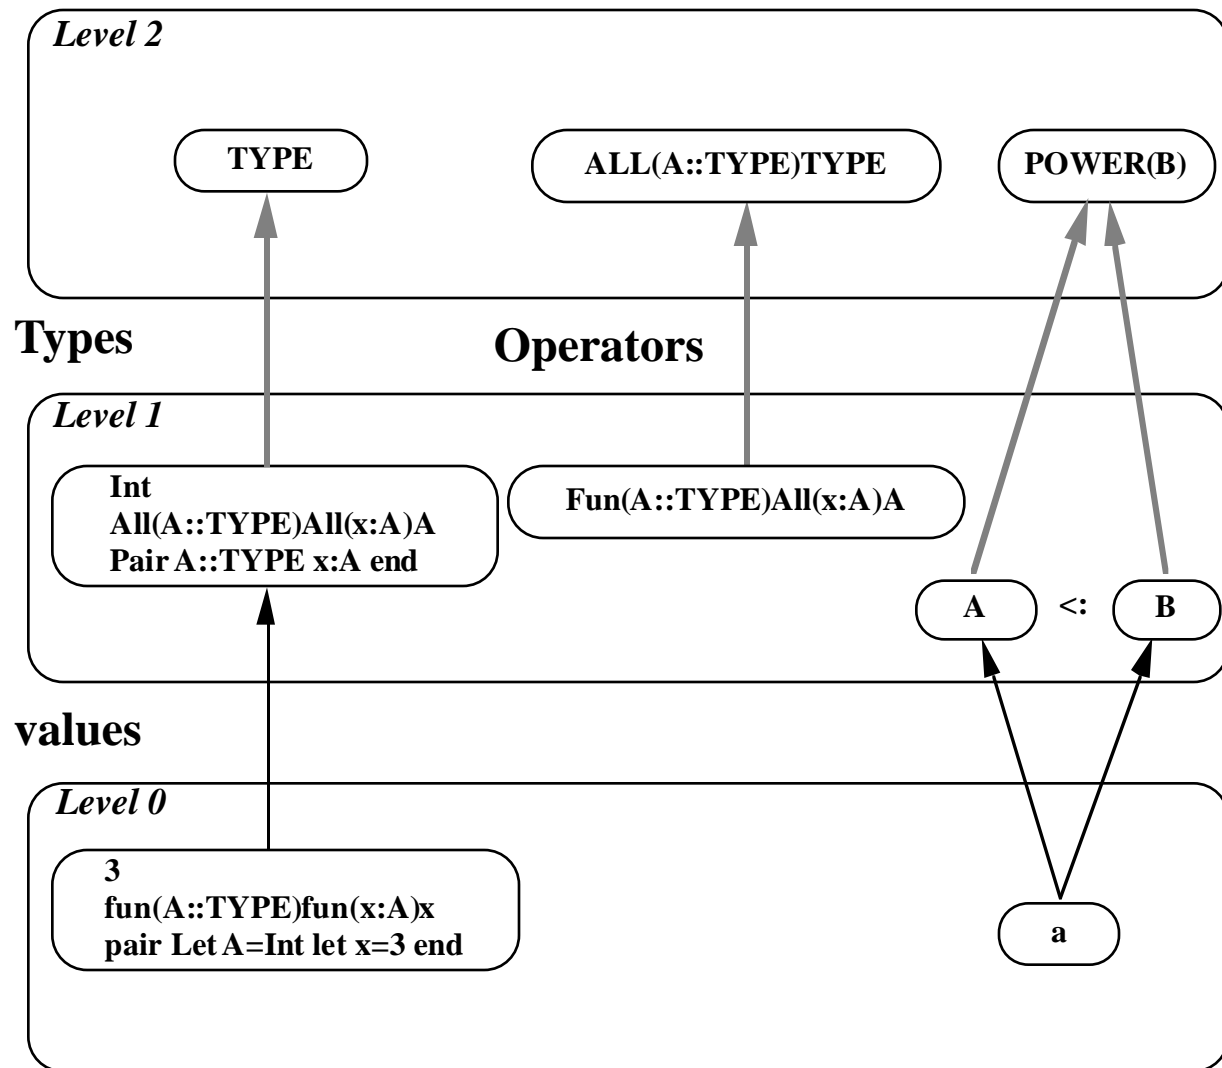 Level 2
TYPE
ALL(A::TYPE)TYPE
POWER(B)
Types
Operators
Level 1
Int
All(A::TYPE)All(x:A)A
Pair A::TYPE x:A end
Fun(A::TYPE)All(x:A)A
A <: B
values
Level 0
3
fun(A::TYPE)fun(x:A)x
pair Let A=Int let x=3 end
a